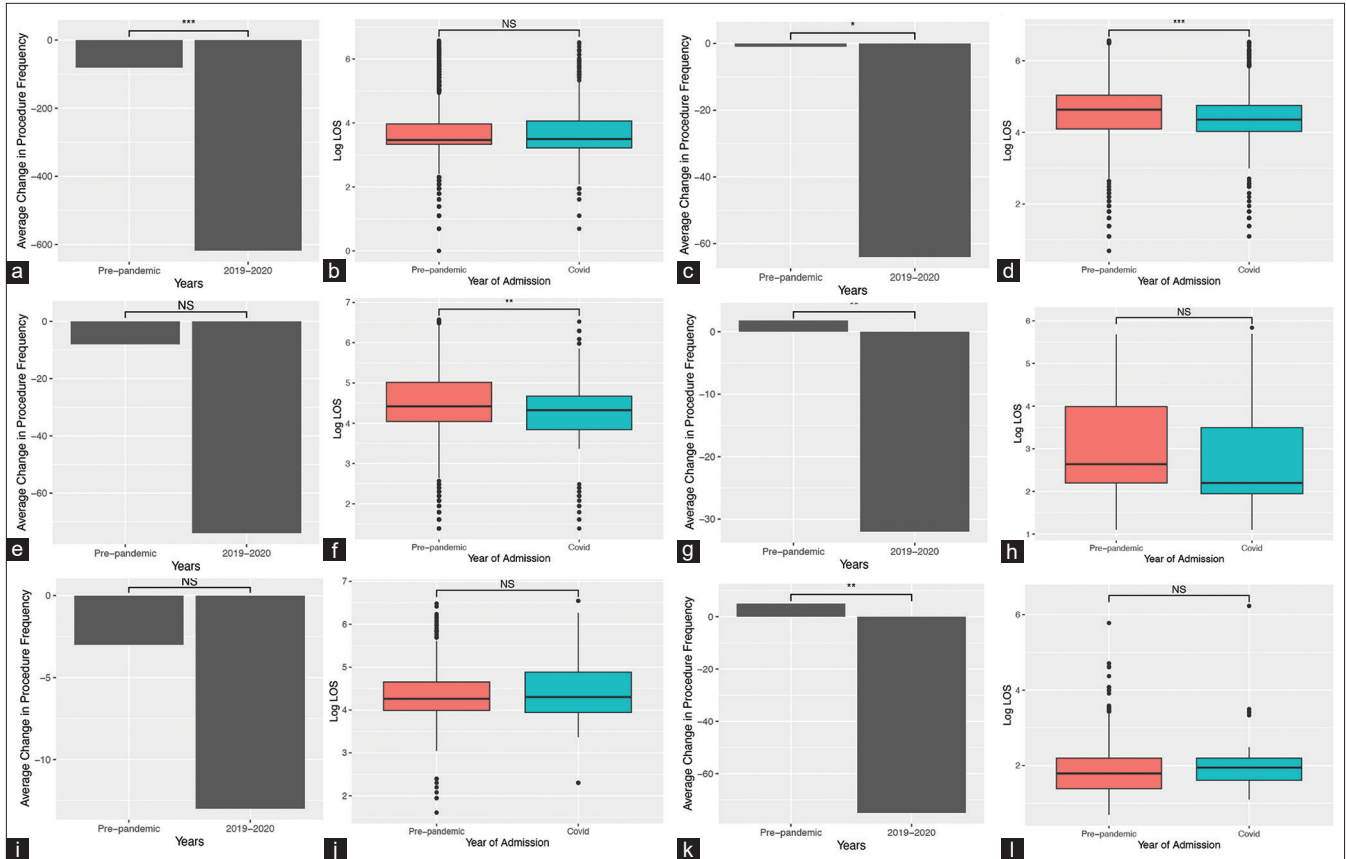 ***
Average Change in Procedure Frequency
0
−200
−400
−600
Pre−pandemic 2019−2020
Years
a
NS
Log LOS
6
4
2
0
Pre−pandemic Covid
Year of Admission
b
*
Average Change in Procedure Frequency
0
−20
−40
−60
Pre−pandemic 2019−2020
Years
c
***
Log LOS
6
4
2
Pre−pandemic Covid
Year of Admission
d
NS
Average Change in Procedure Frequency
0
−20
−40
−60
Pre−pandemic 2019−2020
Years
e
**
Log LOS
7
6
5
4
3
2
Pre−pandemic Covid
Year of Admission
f
**
Average Change in Procedure Frequency
0
−10
−20
−30
Pre−pandemic 2019−2020
Years
g
NS
Log LOS
6
5
4
3
2
1
Pre−pandemic Covid
Year of Admission
h
NS
Average Change in Procedure Frequency
0
−5
−10
Pre−pandemic 2019−2020
Years
i
NS
Log LOS
7
6
5
4
3
2
Pre−pandemic Covid
Year of Admission
j
**
Average Change in Procedure Frequency
0
−20
−40
−60
Pre−pandemic 2019−2020
Years
k
NS
Log LOS
6
4
2
Pre−pandemic Covid
Year of Admission
l